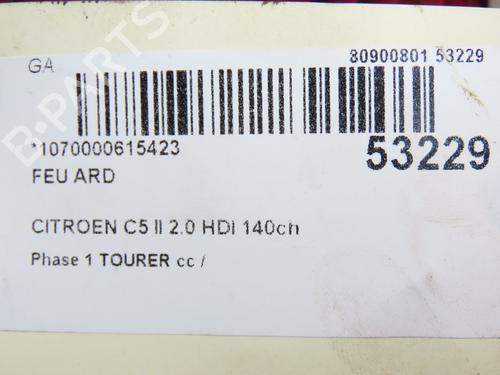 GA 80900801 53229
*1070000615423 53229
FEU ARD
CITROEN C5 II 2.0 HDI 140ch
Phase 1 TOURER cc /
B-PARTS